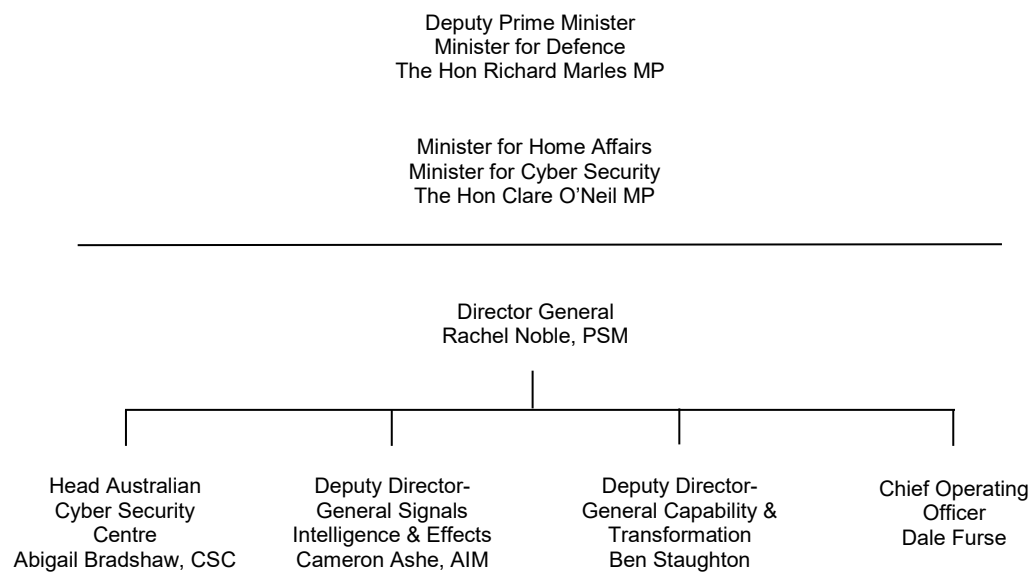 Deputy Prime Minister
Minister for Defence
The Hon Richard Marles MP
Minister for Home Affairs
Minister for Cyber Security
The Hon Clare O’Neil MP
Director General
Rachel Noble, PSM
Head Australian
Cyber Security
Centre
Abigail Bradshaw, CSC
Deputy Director-
General Signals
Intelligence & Effects
Cameron Ashe, AIM
Deputy Director-
General Capability &
Transformation
Ben Staughton
Chief Operating
Officer
Dale Furse